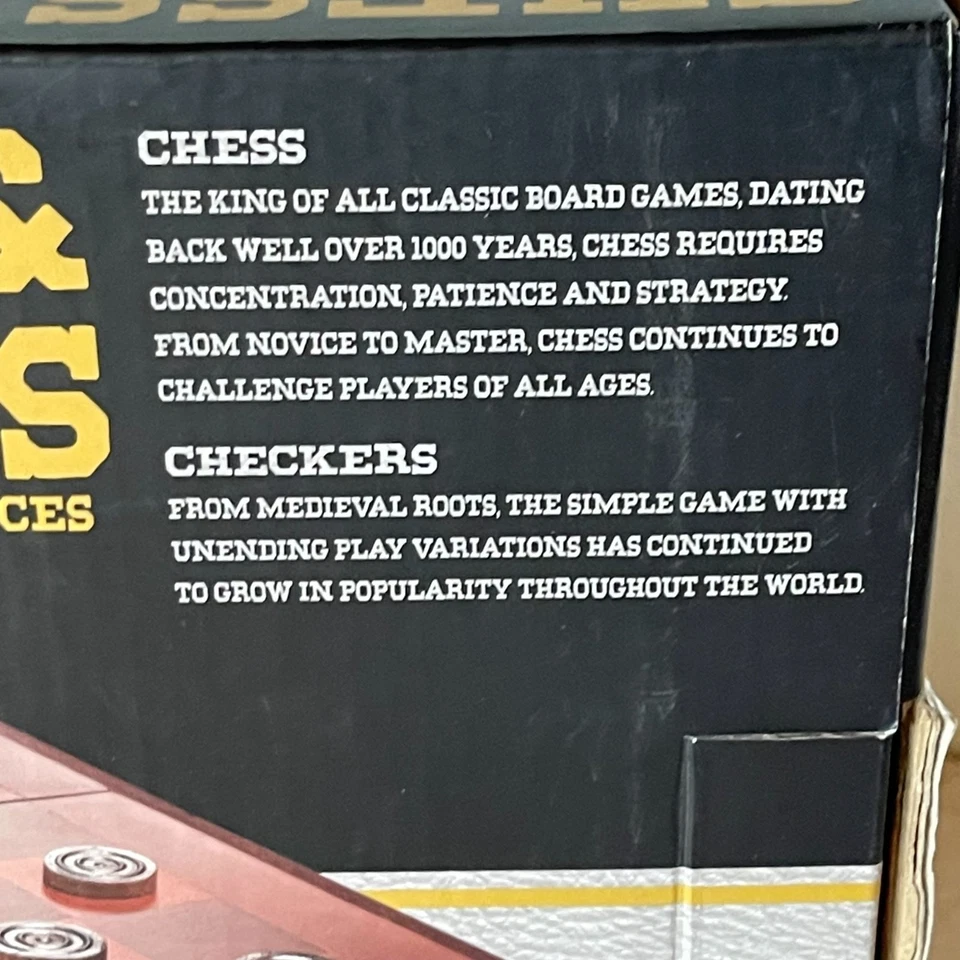 CHESS
THE KING OF ALL CLASSIC BOARD GAMES, DATING
BACK WELL OVER 1000 YEARS, CHESS REQUIRES
CONCENTRATION, PATIENCE AND STRATEGY.
FROM NOVICE TO MASTER, CHESS CONTINUES TO
CHALLENGE PLAYERS OF ALL AGES.
CHECKERS
FROM MEDIEVAL ROOTS, THE SIMPLE GAME WITH
UNENDING PLAY VARIATIONS HAS CONTINUED
TO GROW IN POPULARITY THROUGHOUT THE WORLD.
&
S
CES